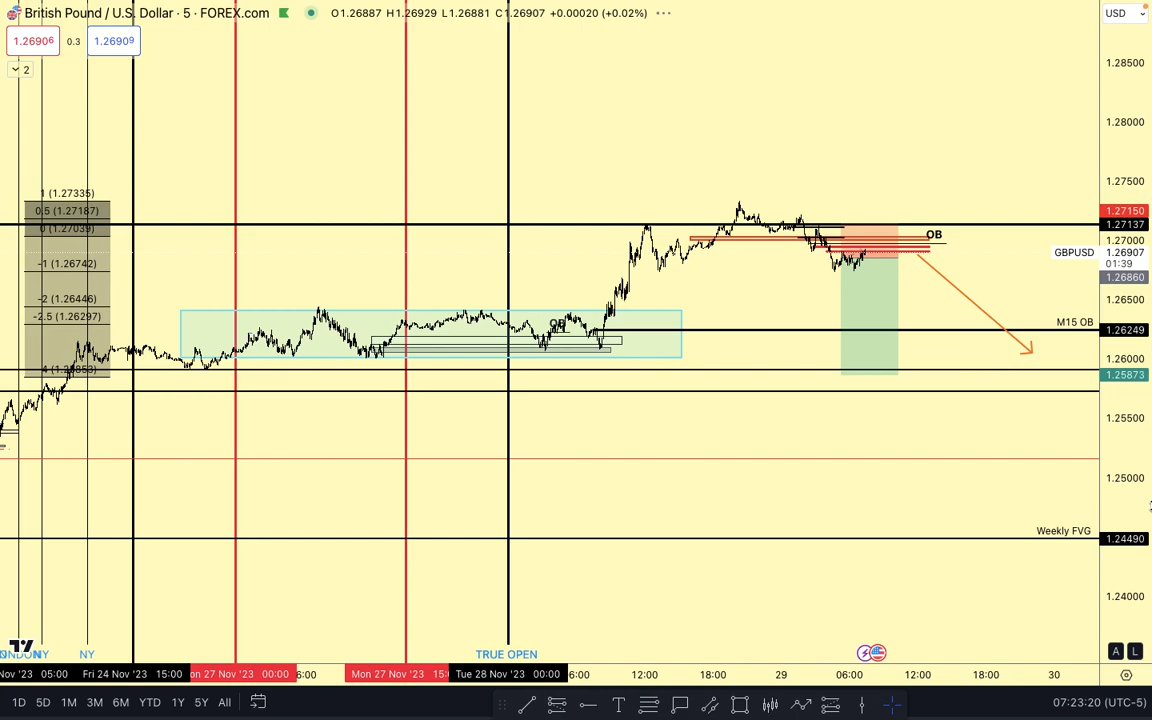 British Pound / U.S. Dollar · 5 · FOREX.com
O1.26887 H1.26929 L1.26881 C1.26907 +0.00020 (+0.02%)
USD
1.26906
0.3
1.26909
2
1.28500
1.28000
1.27500
1 (1.27335)
0.5 (1.27187)
0 (1.27039)
-1 (1.26742)
-2 (1.26446)
-2.5 (1.26297)
1.27150
1.27137
1.27000
OB
GBPUSD
1.26907
01:39
1.26860
1.26500
OB
M15 OB
1.26249
1.26000
1.25873
1.25500
1.25000
Weekly FVG
1.24490
1.24000
NY
TRUE OPEN
A
L
Nov '23 05:00
Fri 24 Nov '23 15:00
on 27 Nov '23 00:00
6:00
Mon 27 Nov '23
Tue 28 Nov '23 00:00
6:00
12:00
18:00
29
06:00
12:00
18:00
30
1D 5D 1M 3M 6M YTD 1Y 5Y All
07:23:20 (UTC-5)